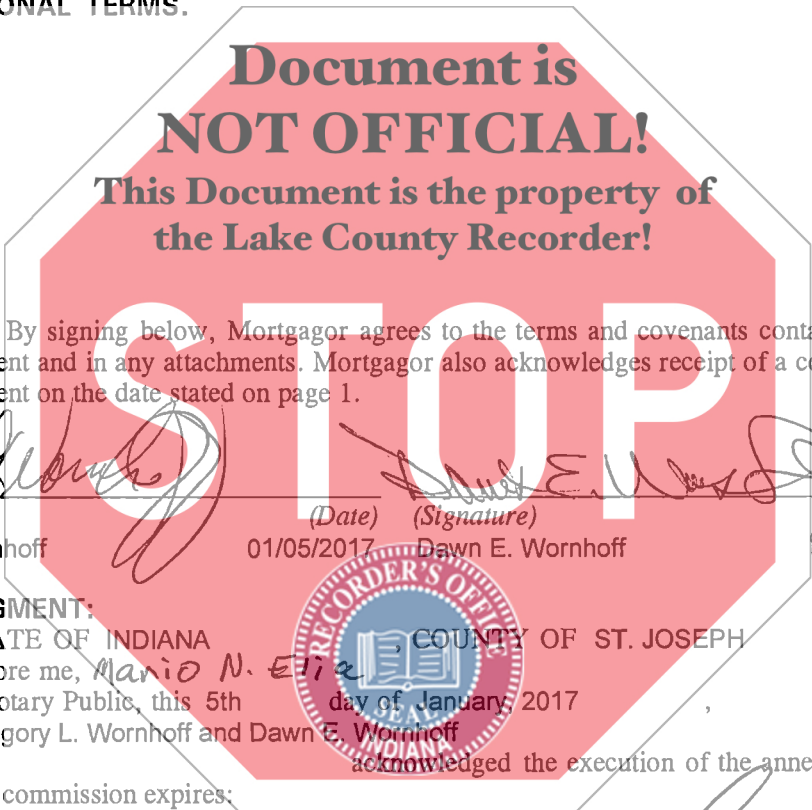 ONAL TERMS.
Document is
NOT OFFICIAL!
This Document is the property of
the Lake County Recorder!
STOP
By signing below, Mortgagor agrees to the terms and covenants conta
ent and in any attachments. Mortgagor also acknowledges receipt of a c
ent on the date stated on page 1.
Dawn E. Wornhoff
(Date) (Signature)
hoff 01/05/2017 Dawn E. Wornhoff
GMENT:
ATE OF INDIANA , COUNTY OF ST. JOSEPH
ore me, Mario N. Elia
otary Public, this 5th day of January, 2017 ,
gory L. Wornhoff and Dawn E. Wornhoff
acknowledged the execution of the anne
commission expires:
RECORDER'S OFFICE
SEAL
INDIANA